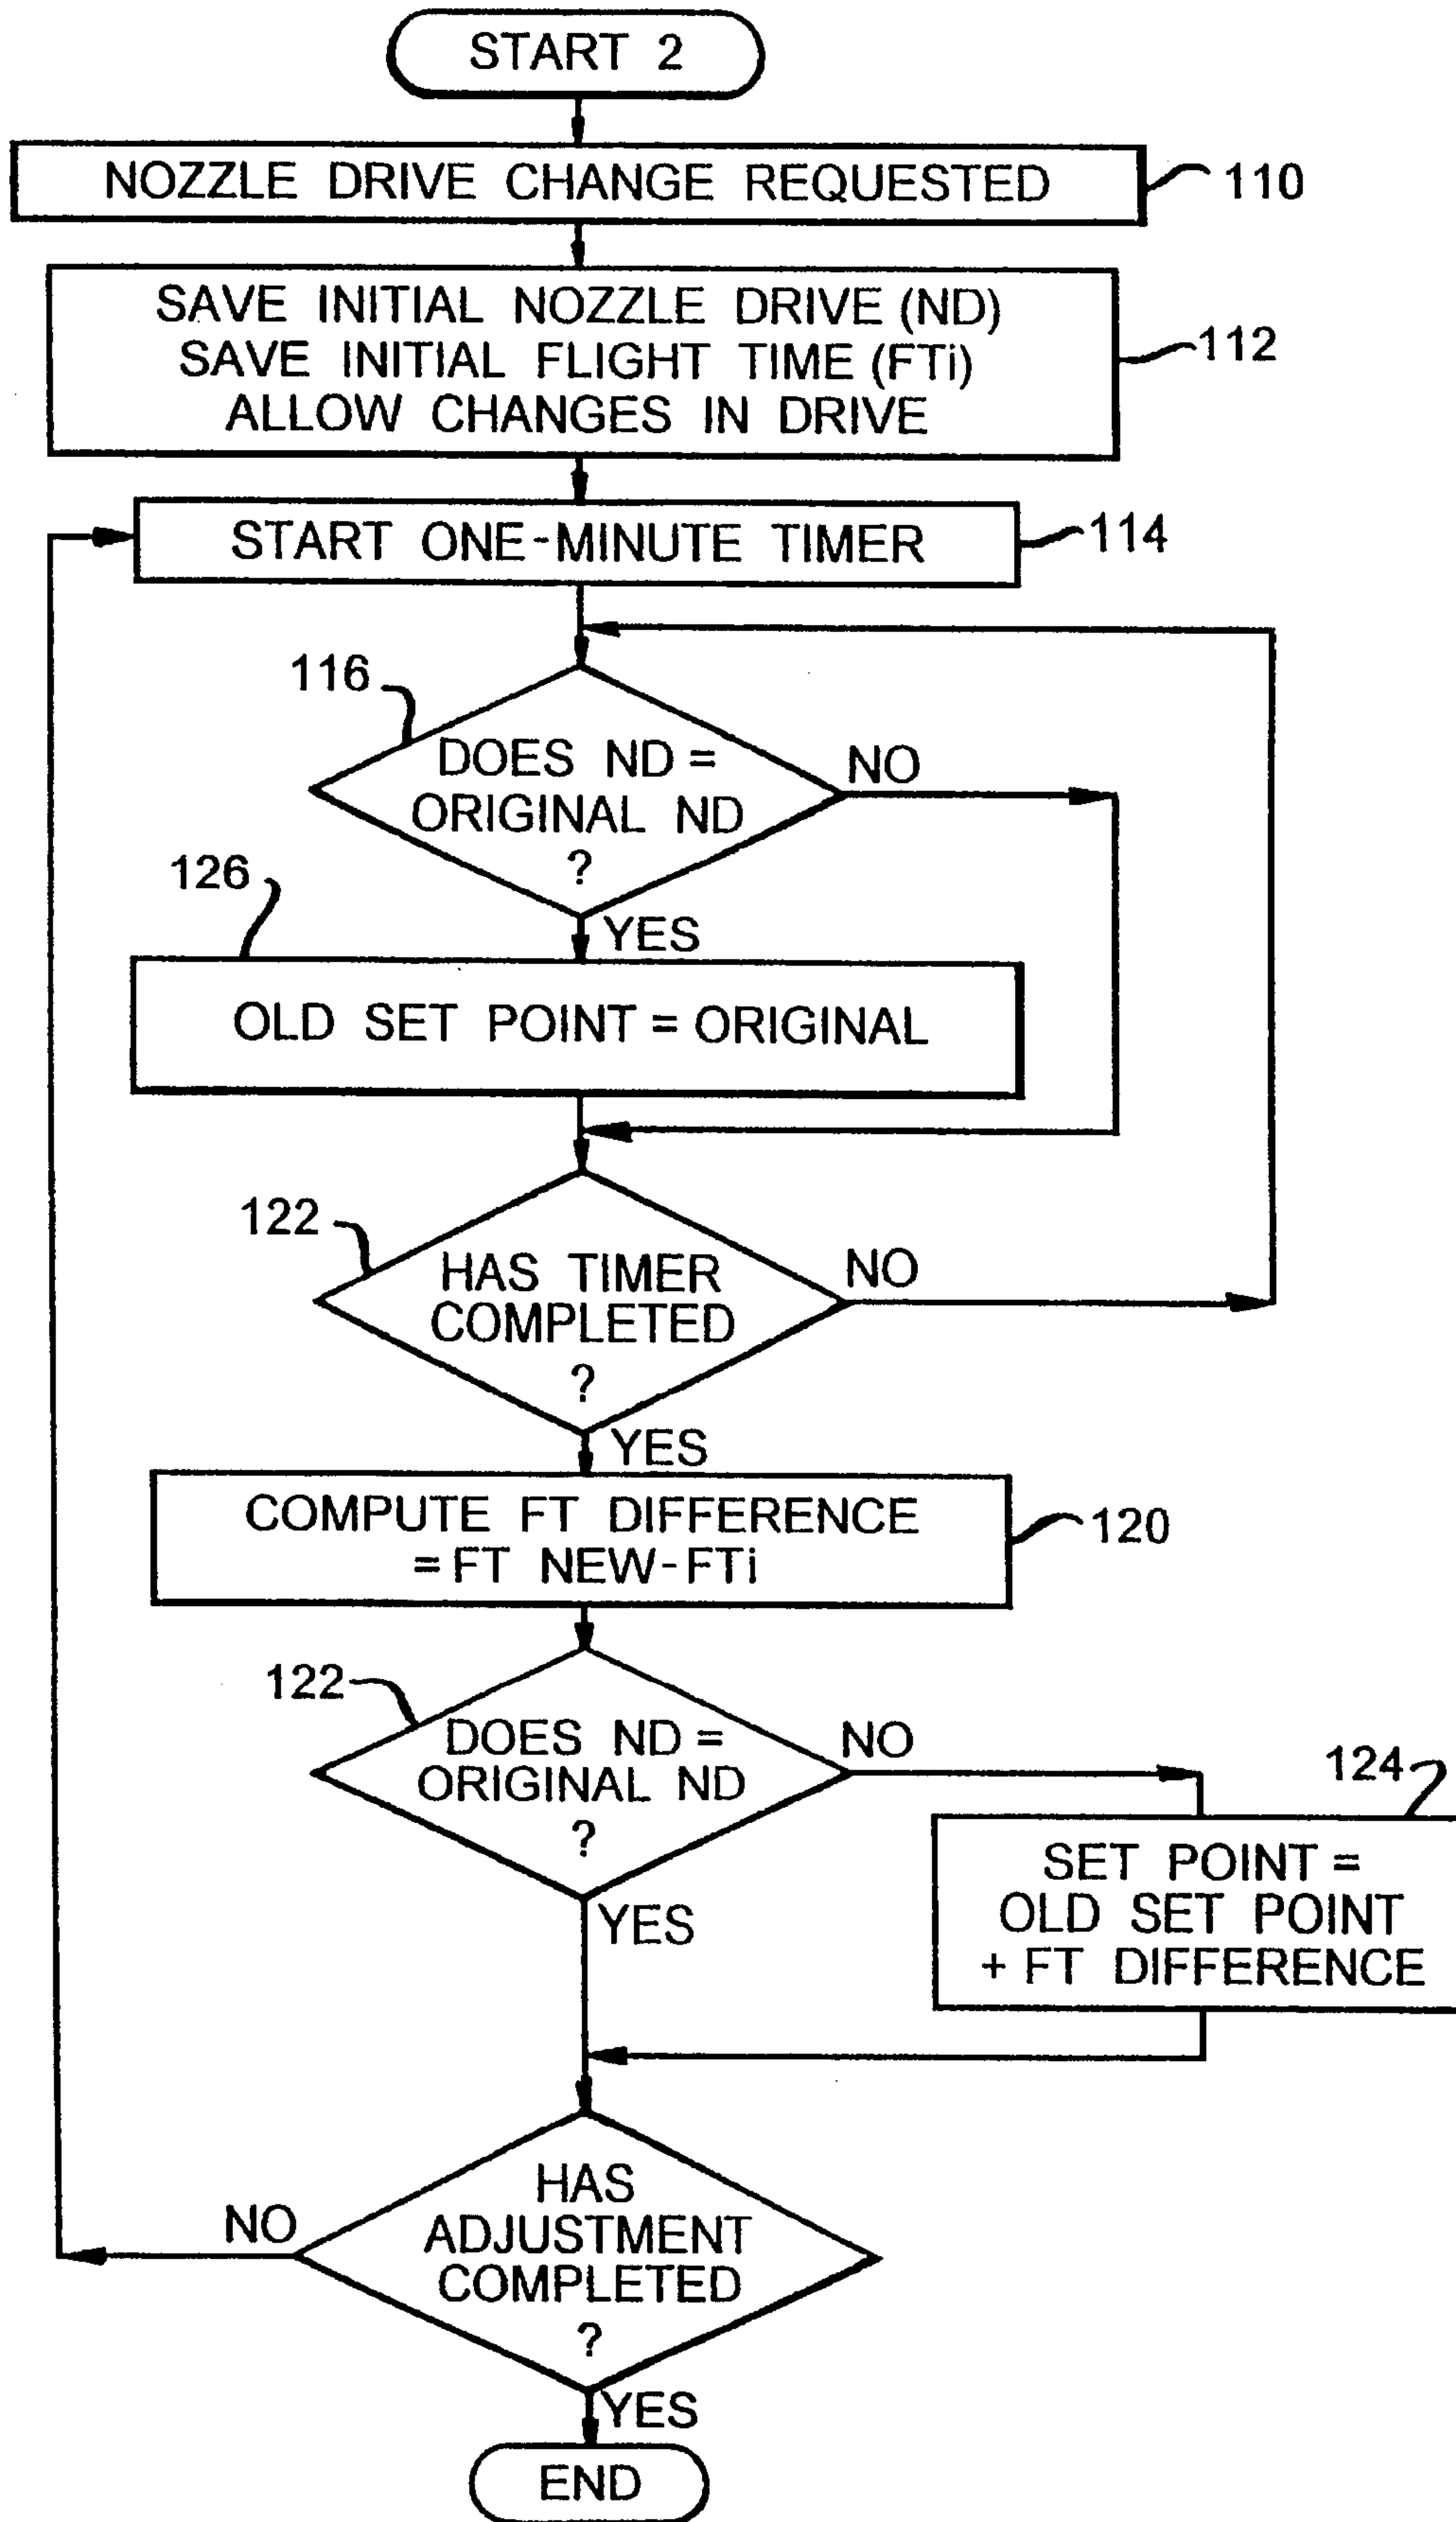 START 2
NOZZLE DRIVE CHANGE REQUESTED
110
SAVE INITIAL NOZZLE DRIVE (ND)
SAVE INITIAL FLIGHT TIME (FTi)
ALLOW CHANGES IN DRIVE
112
START ONE-MINUTE TIMER
114
116
DOES ND =
ORIGINAL ND
?
NO
YES
126
OLD SET POINT = ORIGINAL
122
HAS TIMER
COMPLETED
?
NO
YES
COMPUTE FT DIFFERENCE
= FT NEW-FTi
120
122
DOES ND =
ORIGINAL ND
?
NO
YES
124
SET POINT =
OLD SET POINT
+ FT DIFFERENCE
HAS
ADJUSTMENT
COMPLETED
?
NO
YES
END